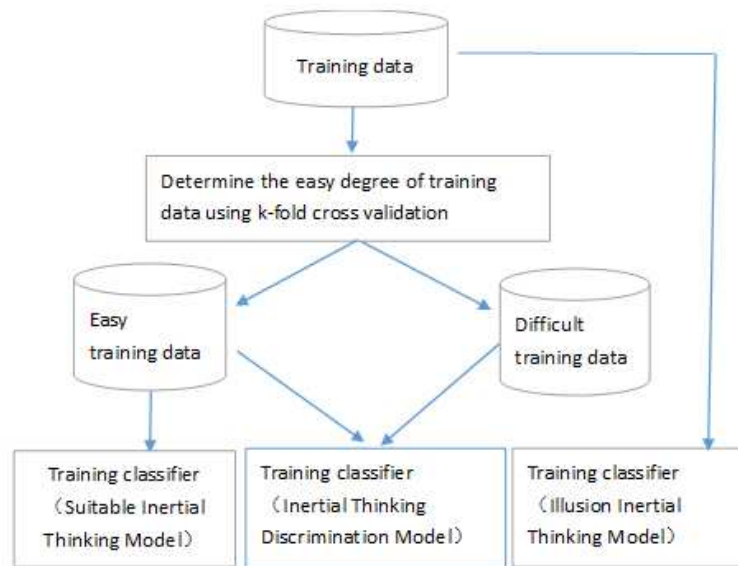 Training data
Determine the easy degree of training
data using k-fold cross validation
Easy
training data
Difficult
training data
Training classifier
（Suitable Inertial
Thinking Model）
Training classifier
（Inertial Thinking
Discrimination Model）
Training classifier
（Illusion Inertial
Thinking Model）